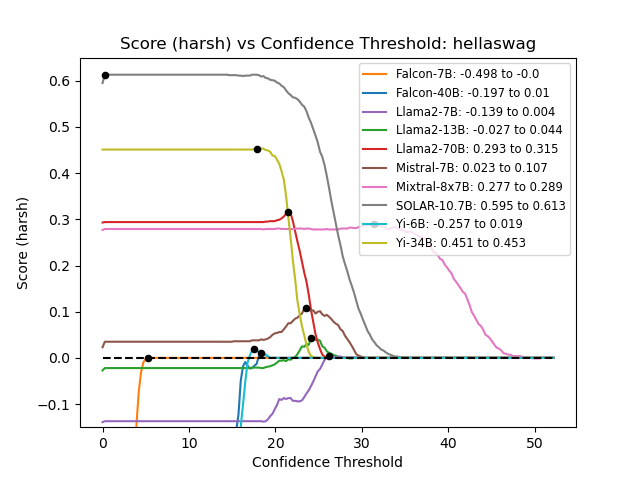 Score (harsh) vs Confidence Threshold: hellaswag
Falcon-7B: -0.498 to -0.0
Falcon-40B: -0.197 to 0.01
Llama2-7B: -0.139 to 0.004
Llama2-13B: -0.027 to 0.044
Llama2-70B: 0.293 to 0.315
Mistral-7B: 0.023 to 0.107
Mixtral-8x7B: 0.277 to 0.289
SOLAR-10.7B: 0.595 to 0.613
Yi-6B: -0.257 to 0.019
Yi-34B: 0.451 to 0.453
Score (harsh)
0.6
0.5
0.4
0.3
0.2
0.1
0.0
−0.1
0 10 20 30 40 50
Confidence Threshold